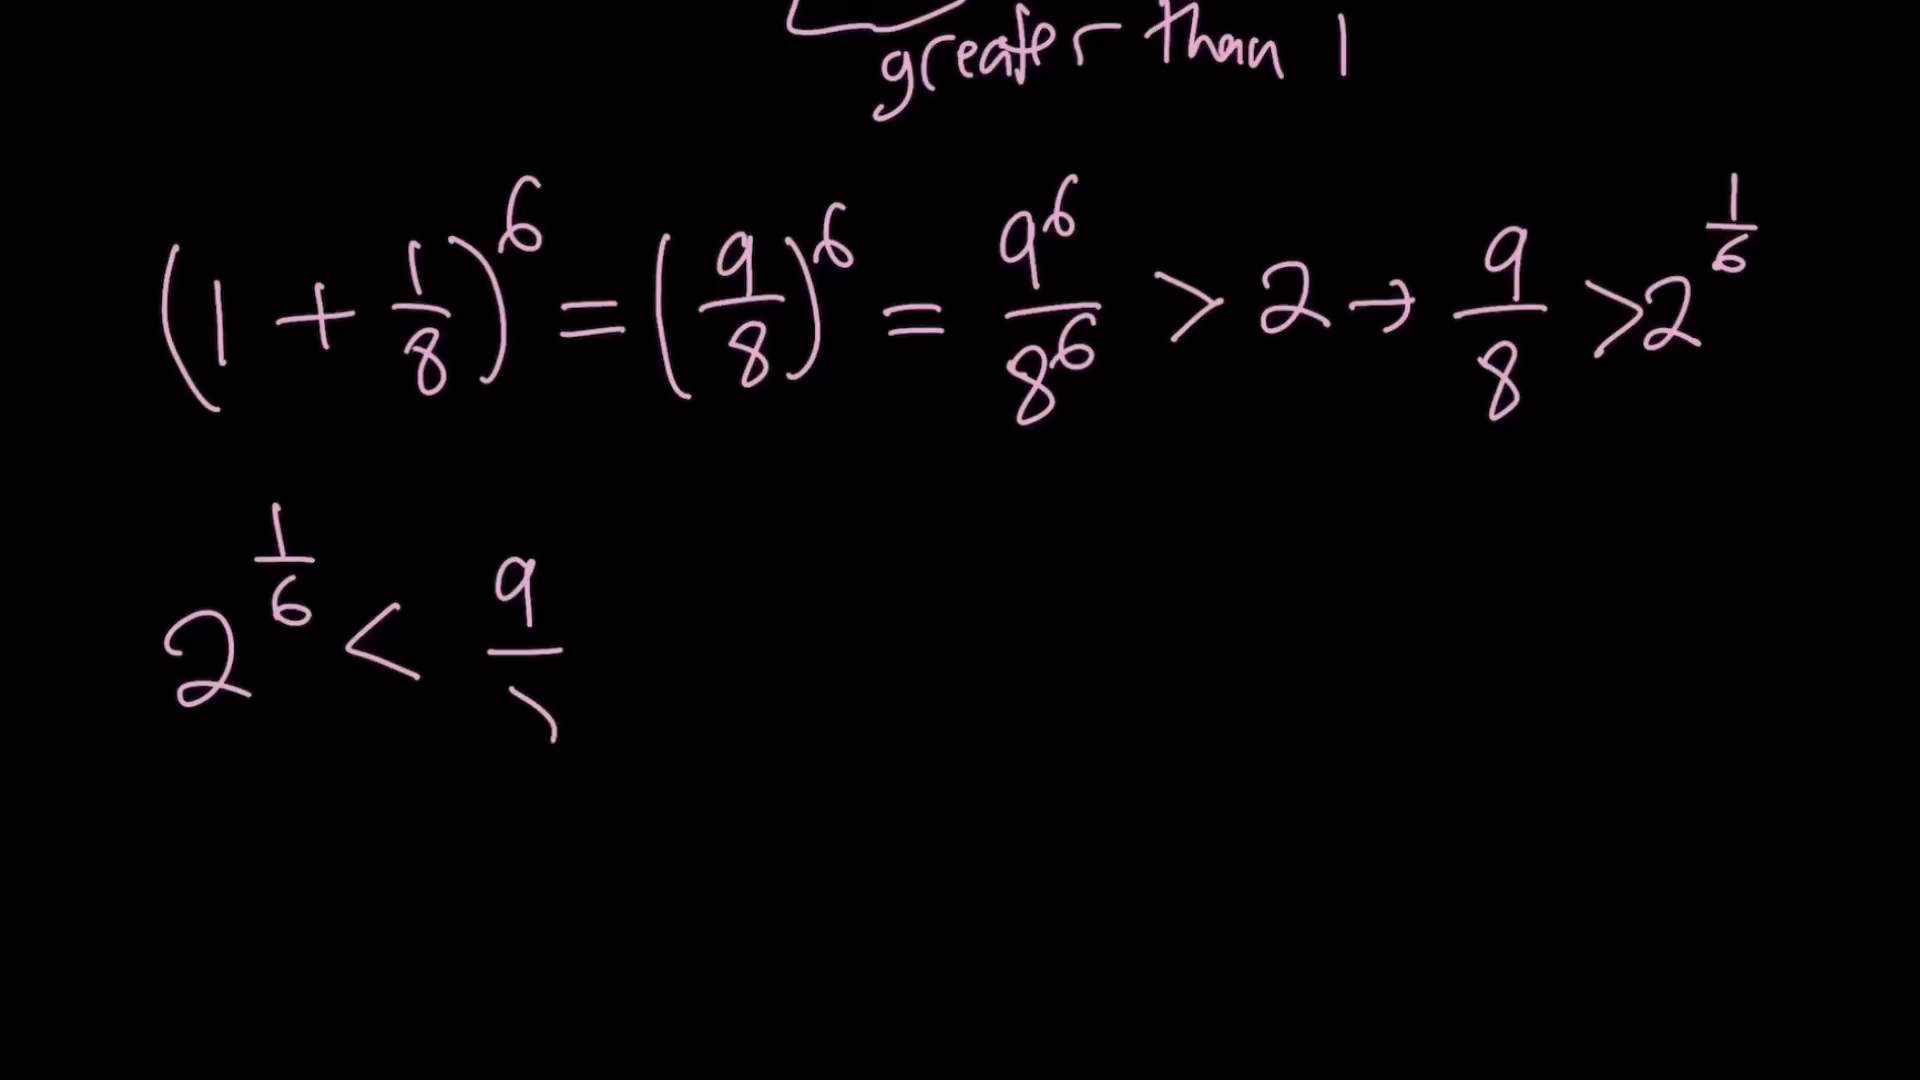 greater than 1
(1 + 1/8)^6 = (9/8)^6 = 9^6/8^6 > 2 → 9/8 > 2^(1/6)
2^(1/6) < 9/